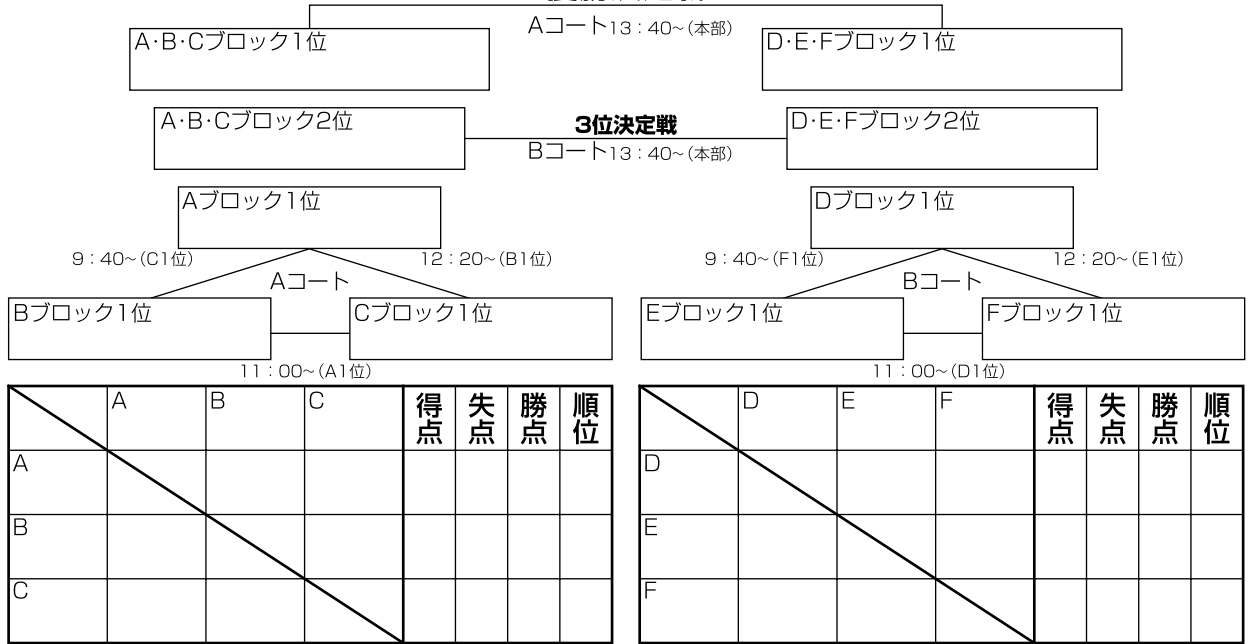 Aコート13：40~（本部）
A･B･Cブロック1位
D･E･Fブロック1位
A･B･Cブロック2位
3位決定戦
D･E･Fブロック2位
Bコート13：40~（本部）
Aブロック1位
Dブロック1位
9：40~（C1位）
12：20~（B1位）
9：40~（F1位）
12：20~（E1位）
Aコート
Bコート
Bブロック1位
Cブロック1位
Eブロック1位
Fブロック1位
11：00~（A1位）
11：00~（D1位）
A B C 得点 失点 勝点 順位
A
B
C
D E F 得点 失点 勝点 順位
D
E
F